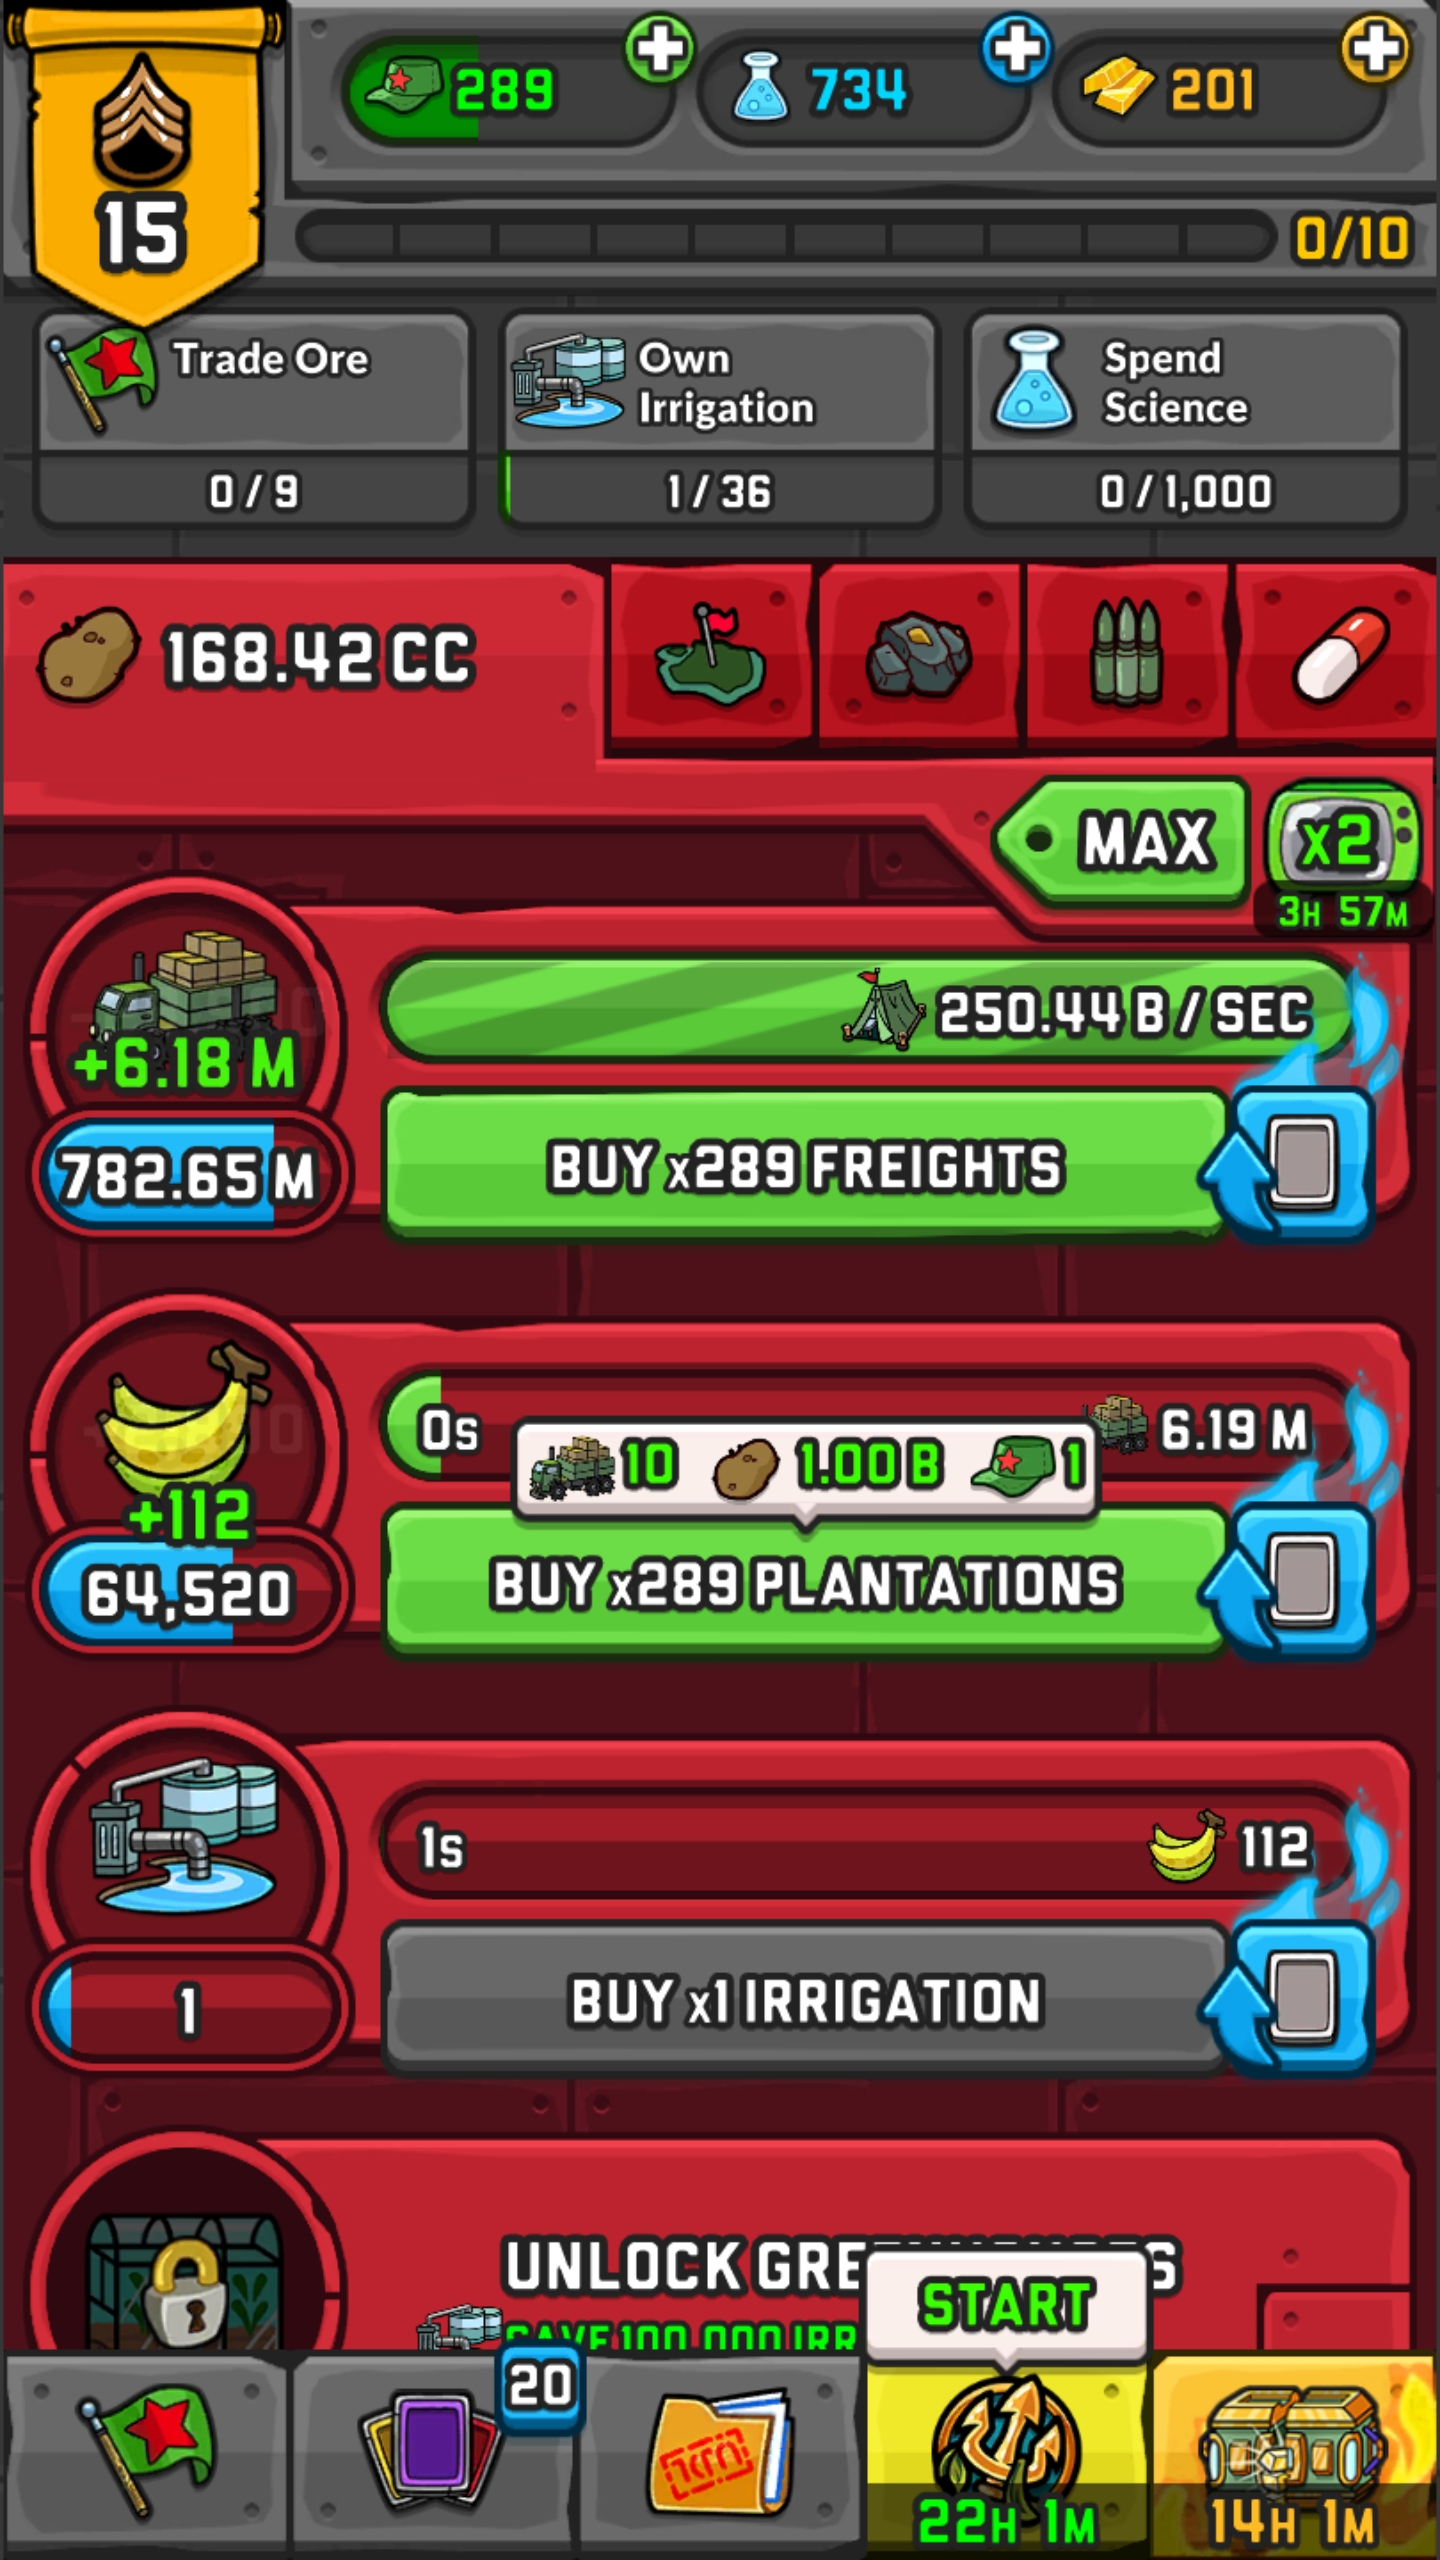 289
734
201
15
0/10
Trade Ore
0 / 9
Own
Irrigation
1 / 36
Spend
Science
0 / 1,000
168.42 CC
MAX
x2
3H 57M
250.44 B / SEC
+6.18 M
782.65 M
BUY x289 FREIGHTS
0s
6.19 M
10
1.00 B
1
+112
64,520
BUY x289 PLANTATIONS
1s
112
1
BUY x1 IRRIGATION
UNLOCK
START
20
22H 1M
14H 1M